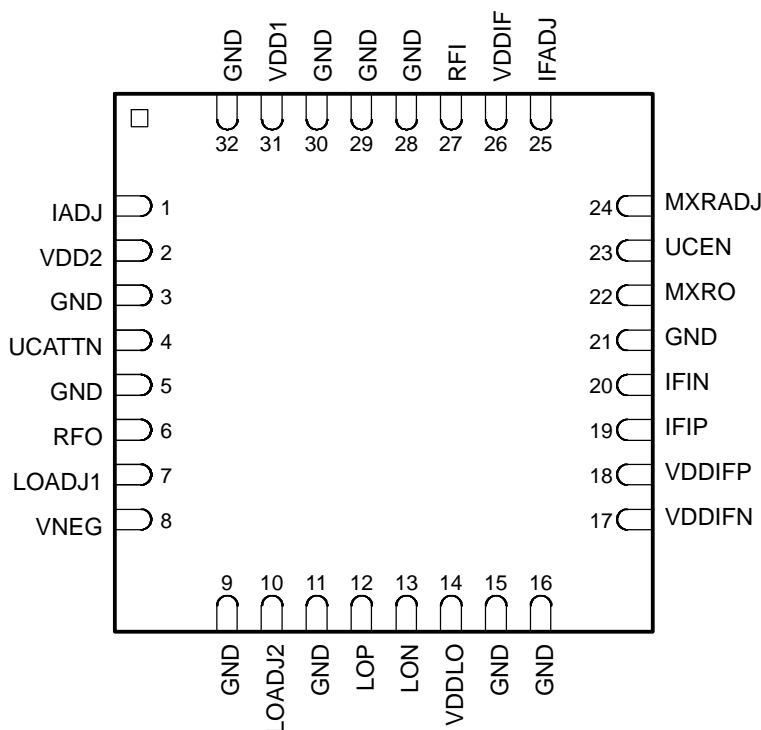 GND VDD1 GND GND GND RFI VDDIF IFADJ
32 31 30 29 28 27 26 25
IADJ 1
VDD2 2
GND 3
UCATTN 4
GND 5
RFO 6
LOADJ1 7
VNEG 8
24 MXRADJ
23 UCEN
22 MXRO
21 GND
20 IFIN
19 IFIP
18 VDDIFP
17 VDDIFN
9 10 11 12 13 14 15 16
GND LOADJ2 GND LOP LON VDDLO GND GND